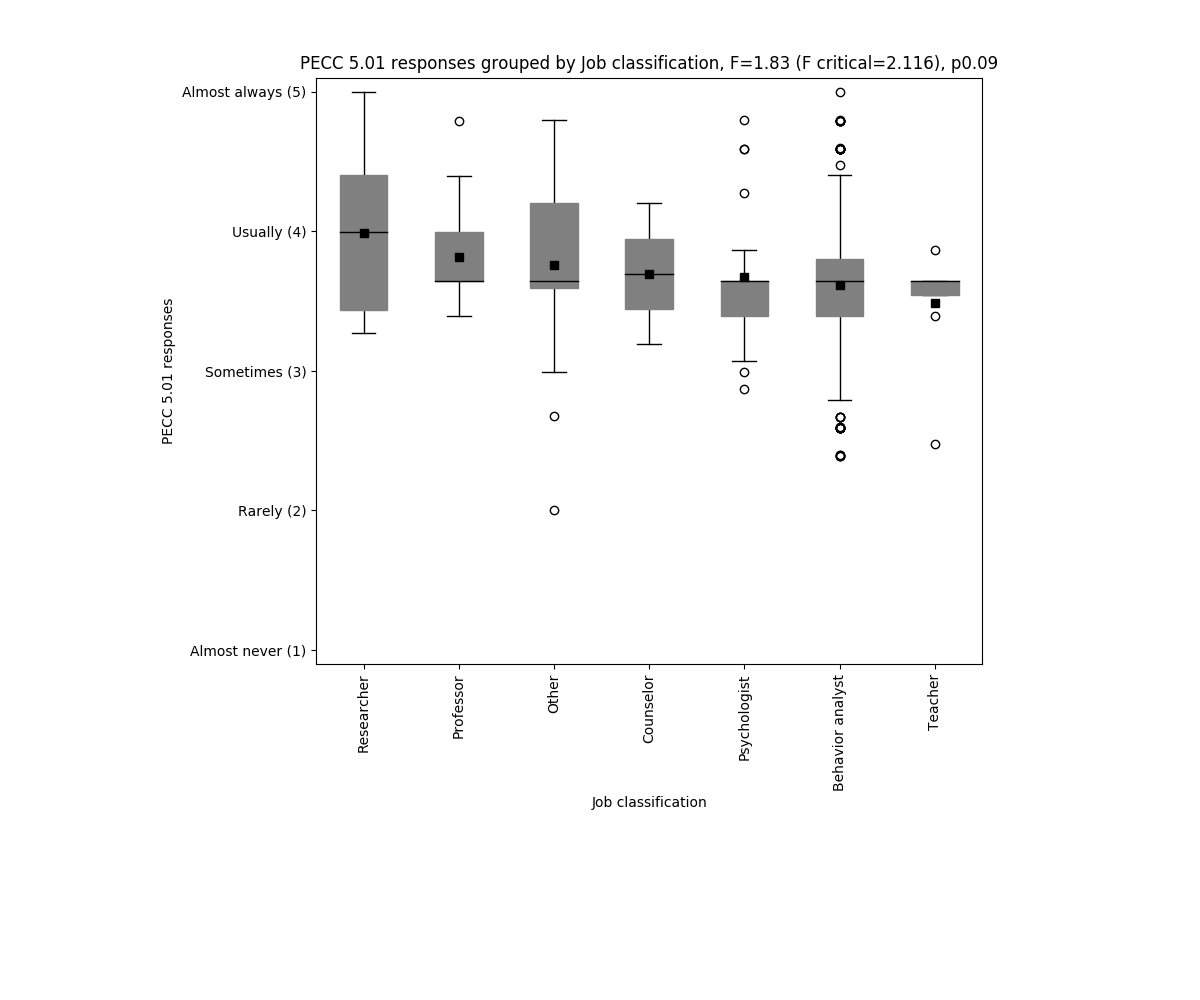 PECC 5.01 responses grouped by Job classification, F=1.83 (F critical=2.116), p0.09
Almost always (5)
Usually (4)
Sometimes (3)
Rarely (2)
Almost never (1)
PECC 5.01 responses
Researcher
Professor
Other
Counselor
Psychologist
Behavior analyst
Teacher
Job classification